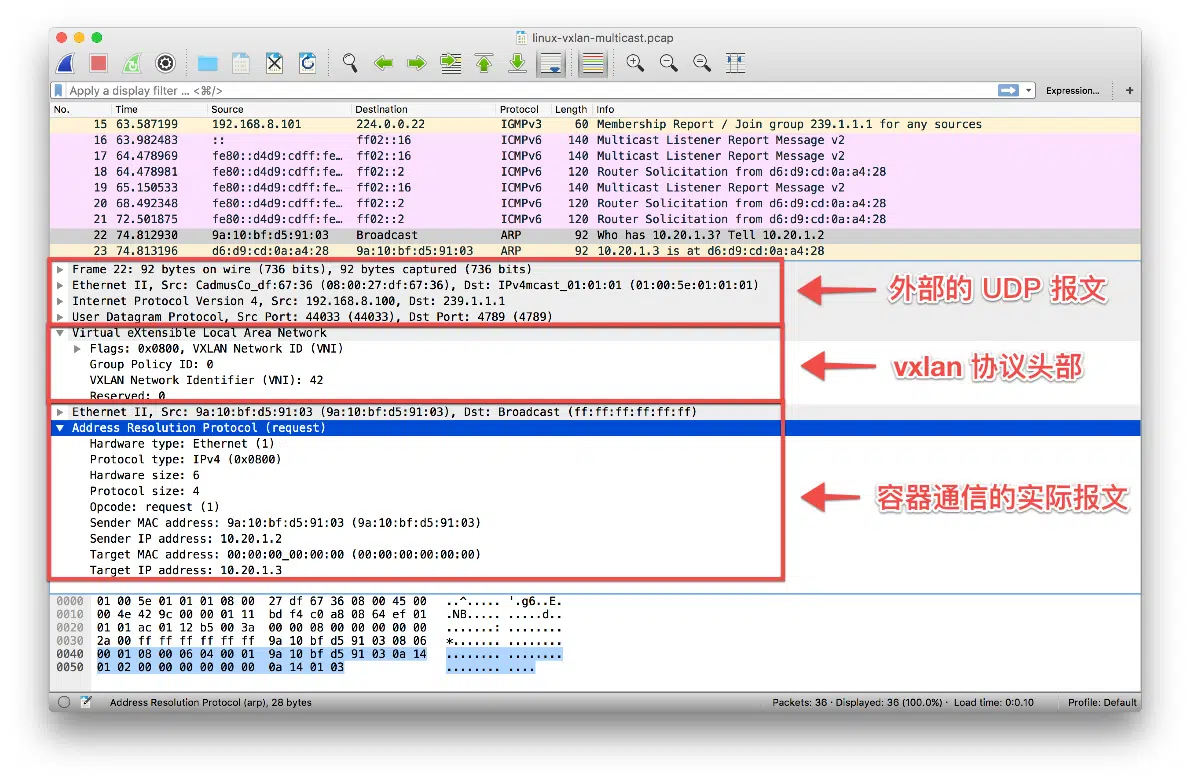 linux-vxlan-multicast.pcap
Apply a display filter ... <⌘/>
Expression...
+
No. Time Source Destination Protocol Length Info
15 63.587199 192.168.8.101 224.0.0.22 IGMPv3 60 Membership Report / Join group 239.1.1.1 for any sources
16 63.982483 :: ff02::16 ICMPv6 140 Multicast Listener Report Message v2
17 64.478969 fe80::d4d9:cdff:fe… ff02::16 ICMPv6 140 Multicast Listener Report Message v2
18 64.478981 fe80::d4d9:cdff:fe… ff02::2 ICMPv6 120 Router Solicitation from d6:d9:cd:0a:a4:28
19 65.150533 fe80::d4d9:cdff:fe… ff02::16 ICMPv6 140 Multicast Listener Report Message v2
20 68.492348 fe80::d4d9:cdff:fe… ff02::2 ICMPv6 120 Router Solicitation from d6:d9:cd:0a:a4:28
21 72.501875 fe80::d4d9:cdff:fe… ff02::2 ICMPv6 120 Router Solicitation from d6:d9:cd:0a:a4:28
22 74.812930 9a:10:bf:d5:91:03 Broadcast ARP 92 Who has 10.20.1.3? Tell 10.20.1.2
23 74.813196 d6:d9:cd:0a:a4:28 9a:10:bf:d5:91:03 ARP 92 10.20.1.3 is at d6:d9:cd:0a:a4:28
Frame 22: 92 bytes on wire (736 bits), 92 bytes captured (736 bits)
Ethernet II, Src: CadmusCo_df:67:36 (08:00:27:df:67:36), Dst: IPv4mcast_01:01:01 (01:00:5e:01:01:01)
Internet Protocol Version 4, Src: 192.168.8.100, Dst: 239.1.1.1
User Datagram Protocol, Src Port: 44033 (44033), Dst Port: 4789 (4789)
外部的 UDP 报文
Virtual eXtensible Local Area Network
Flags: 0x0800, VXLAN Network ID (VNI)
Group Policy ID: 0
VXLAN Network Identifier (VNI): 42
Reserved: 0
vxlan 协议头部
Ethernet II, Src: 9a:10:bf:d5:91:03 (9a:10:bf:d5:91:03), Dst: Broadcast (ff:ff:ff:ff:ff:ff)
Address Resolution Protocol (request)
Hardware type: Ethernet (1)
Protocol type: IPv4 (0x0800)
Hardware size: 6
Protocol size: 4
Opcode: request (1)
Sender MAC address: 9a:10:bf:d5:91:03 (9a:10:bf:d5:91:03)
Sender IP address: 10.20.1.2
Target MAC address: 00:00:00_00:00:00 (00:00:00:00:00:00)
Target IP address: 10.20.1.3
容器通信的实际报文
0000 01 00 5e 01 01 01 08 00 27 df 67 36 08 00 45 00 ..^..... '.g6..E.
0010 00 4e 42 9c 00 00 01 11 bd f4 c0 a8 08 64 ef 01 .NB..... .....d..
0020 01 01 ac 01 12 b5 00 3a 00 00 08 00 00 00 00 00 .......: ........
0030 2a 00 ff ff ff ff ff ff 9a 10 bf d5 91 03 08 06 *....... ........
0040 00 01 08 00 06 04 00 01 9a 10 bf d5 91 03 0a 14 ........ ........
0050 01 02 00 00 00 00 00 00 0a 14 01 03 ........ ....
Address Resolution Protocol (arp), 28 bytes
Packets: 36 · Displayed: 36 (100.0%) · Load time: 0:0.10
Profile: Default